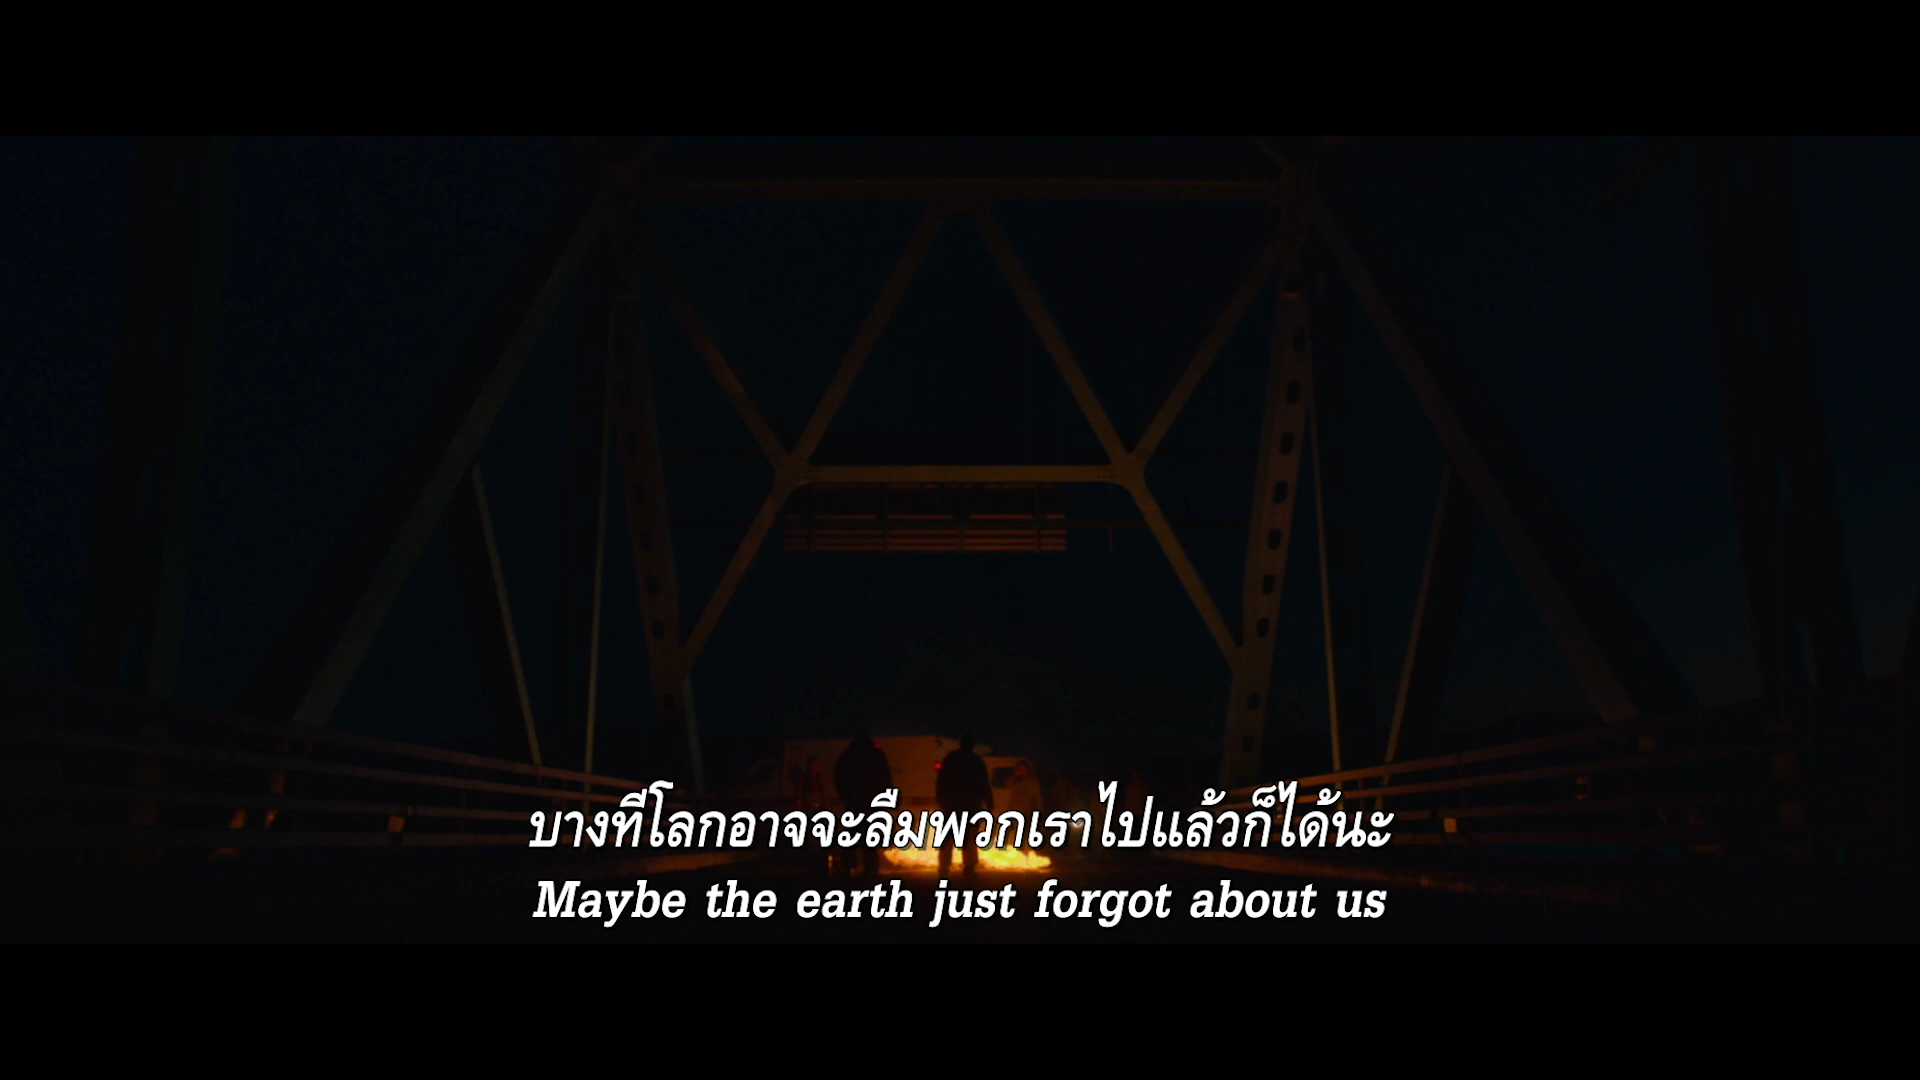 บางทีโลกอาจจะลืมพวกเราไปแล้วก็ได้นะ
Maybe the earth just forgot about us